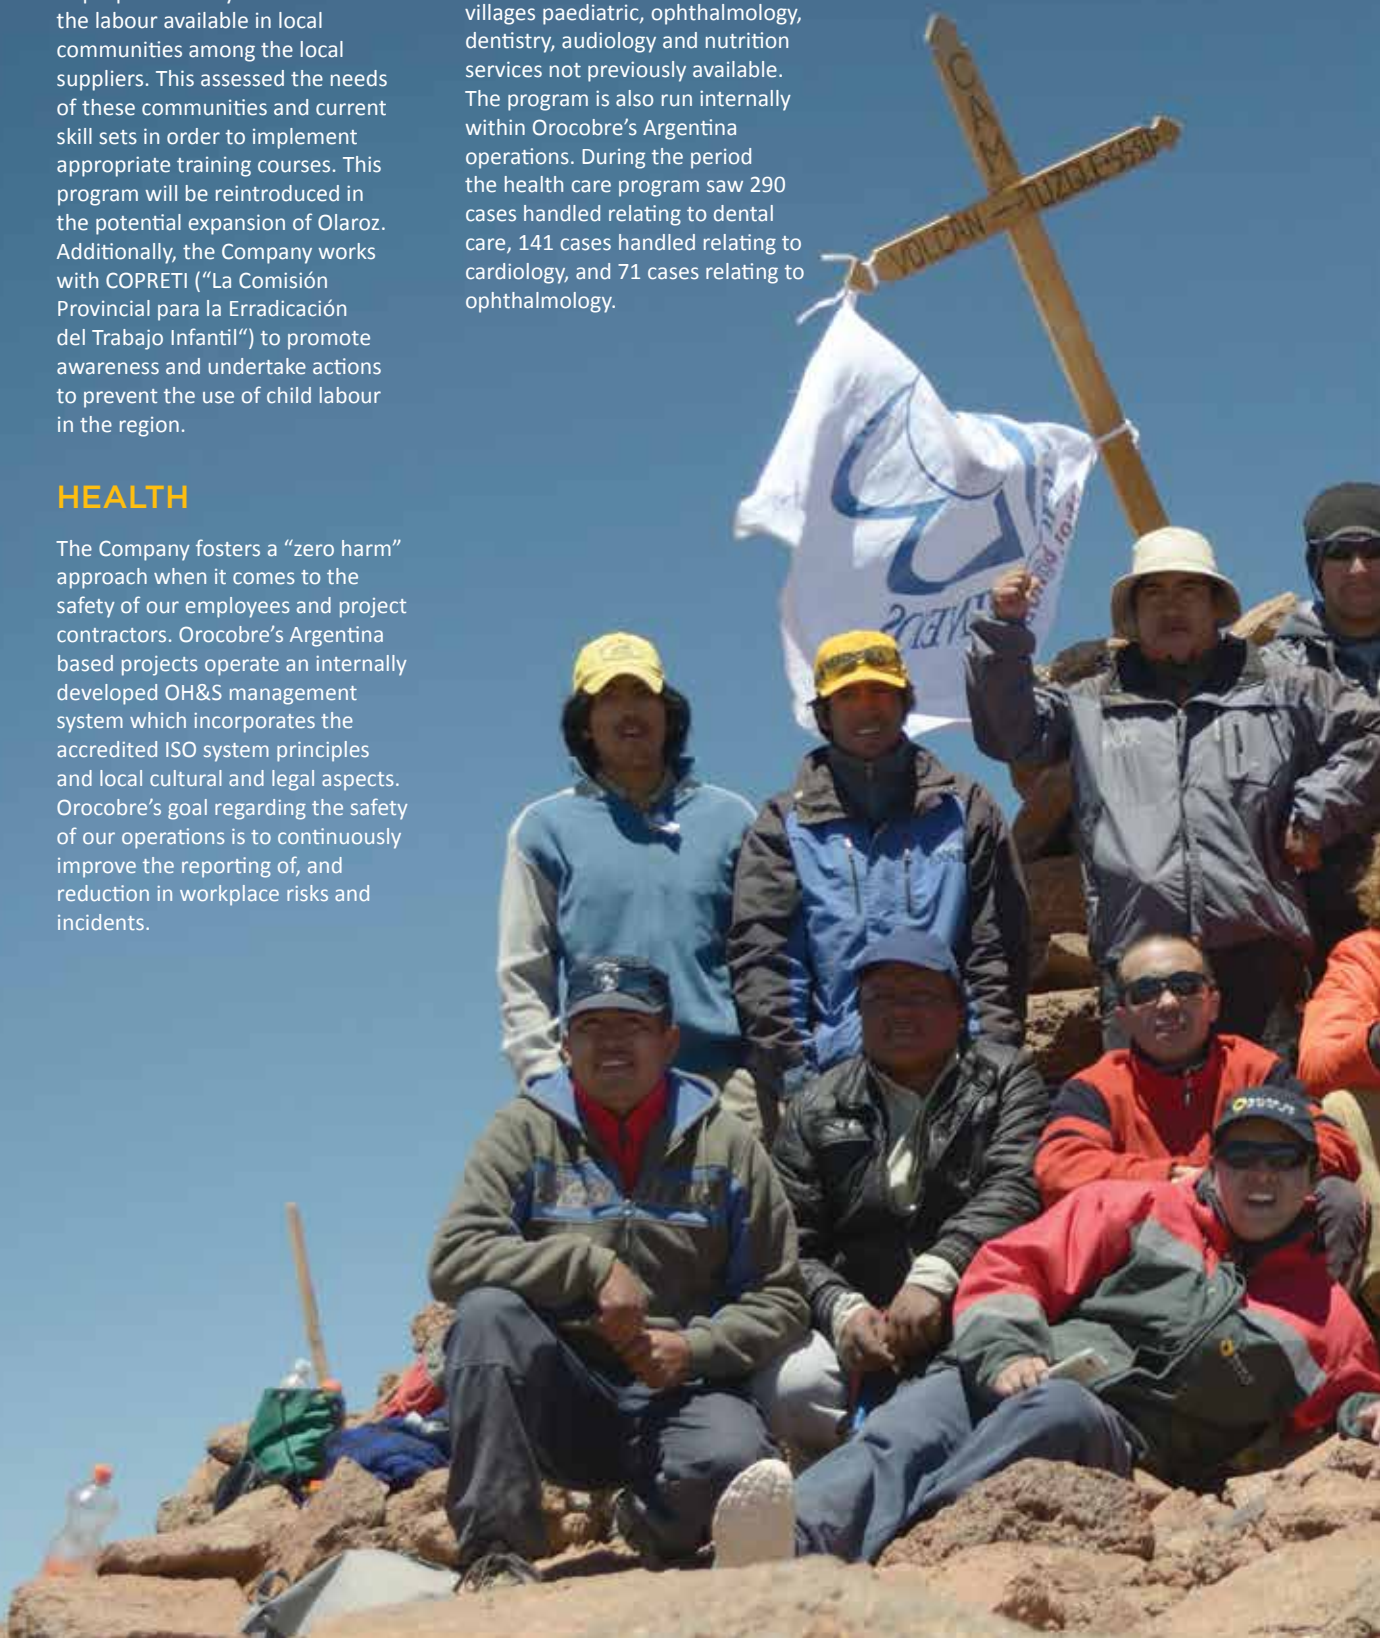 the labour available in local
communities among the local
suppliers. This assessed the needs
of these communities and current
skill sets in order to implement
appropriate training courses. This
program will be reintroduced in
the potential expansion of Olaroz.
Additionally, the Company works
with COPRETI (“La Comisión
Provincial para la Erradicación
del Trabajo Infantil“) to promote
awareness and undertake actions
to prevent the use of child labour
in the region.
HEALTH
The Company fosters a “zero harm”
approach when it comes to the
safety of our employees and project
contractors. Orocobre’s Argentina
based projects operate an internally
developed OH&S management
system which incorporates the
accredited ISO system principles
and local cultural and legal aspects.
Orocobre’s goal regarding the safety
of our operations is to continuously
improve the reporting of, and
reduction in workplace risks and
incidents.
villages paediatric, ophthalmology,
dentistry, audiology and nutrition
services not previously available.
The program is also run internally
within Orocobre’s Argentina
operations. During the period
the health care program saw 290
cases handled relating to dental
care, 141 cases handled relating to
cardiology, and 71 cases relating to
ophthalmology.
CAM
VOLCAN